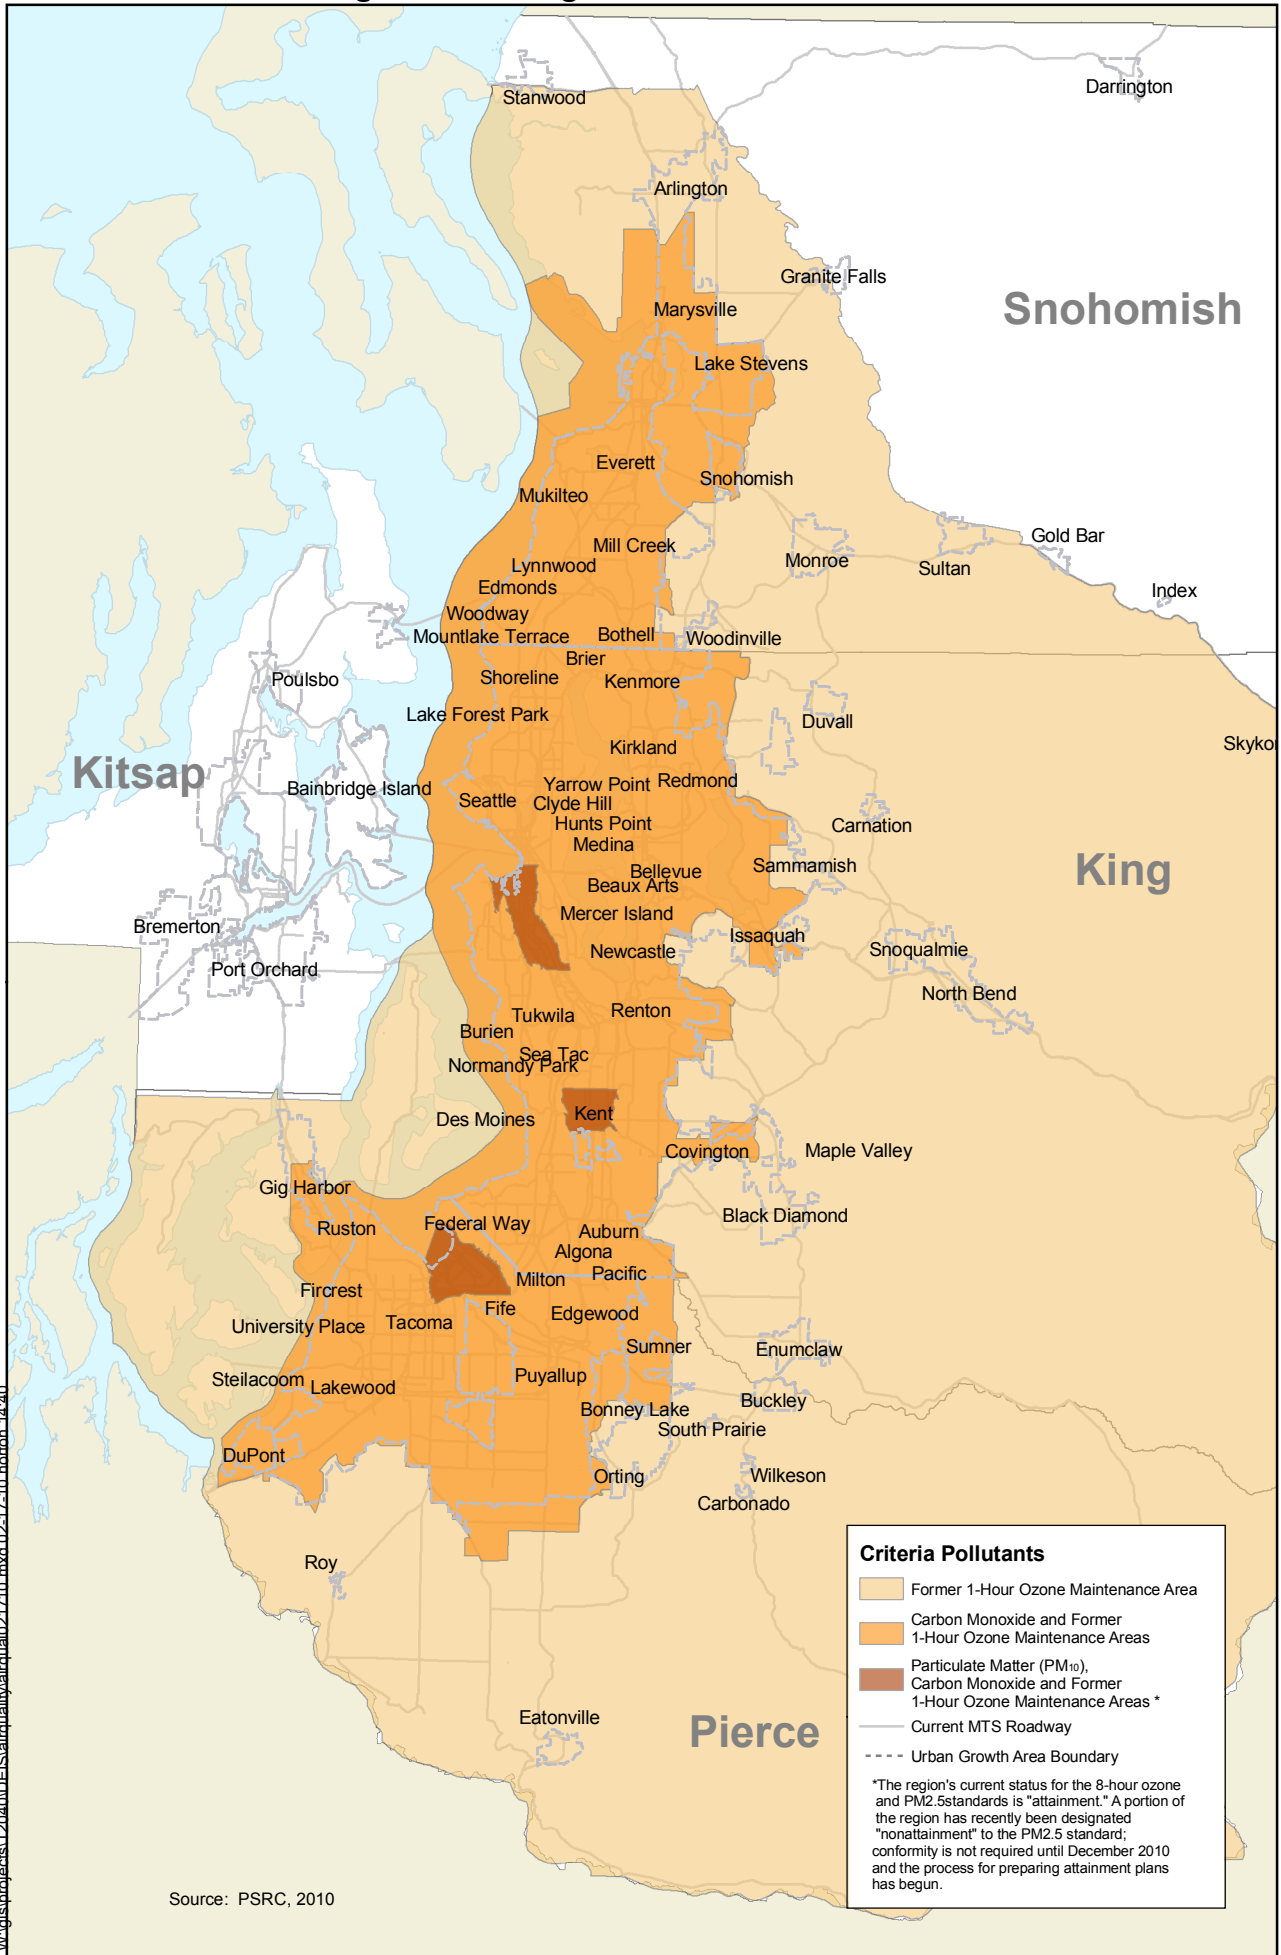 Stanwood
Darrington
Arlington
Granite Falls
Snohomish
Marysville
Lake Stevens
Everett
Snohomish
Mukilteo
Mill Creek
Gold Bar
Lynnwood
Monroe
Sultan
Edmonds
Index
Woodway
Mountlake Terrace
Bothell
Woodinville
Brier
Poulsbo
Shoreline
Kenmore
Lake Forest Park
Duvall
Kirkland
Skyko
Kitsap
Yarrow Point
Redmond
Bainbridge Island
Seattle
Clyde Hill
Hunts Point
Carnation
Medina
Sammamish
King
Bellevue
Beaux Arts
Bremerton
Mercer Island
Issaquah
Newcastle
Snoqualmie
Port Orchard
North Bend
Tukwila
Renton
Burien
Sea Tac
Normandy Park
Des Moines
Kent
Covington
Maple Valley
Gig Harbor
Black Diamond
Ruston
Federal Way
Auburn
Algona
Milton
Pacific
Fircrest
Fife
Edgewood
University Place
Tacoma
Sumner
Enumclaw
Steilacoom
Lakewood
Puyallup
Buckley
Bonney Lake
South Prairie
DuPont
Orting
Wilkeson
Carbonado
Roy
Eatonville
Pierce
Criteria Pollutants
Former 1-Hour Ozone Maintenance Area
Carbon Monoxide and Former
1-Hour Ozone Maintenance Areas
Particulate Matter (PM10),
Carbon Monoxide and Former
1-Hour Ozone Maintenance Areas *
Current MTS Roadway
Urban Growth Area Boundary
*The region's current status for the 8-hour ozone
and PM2.5standards is "attainment." A portion of
the region has recently been designated
"nonattainment" to the PM2.5 standard;
conformity is not required until December 2010
and the process for preparing attainment plans
has begun.
Source: PSRC, 2010